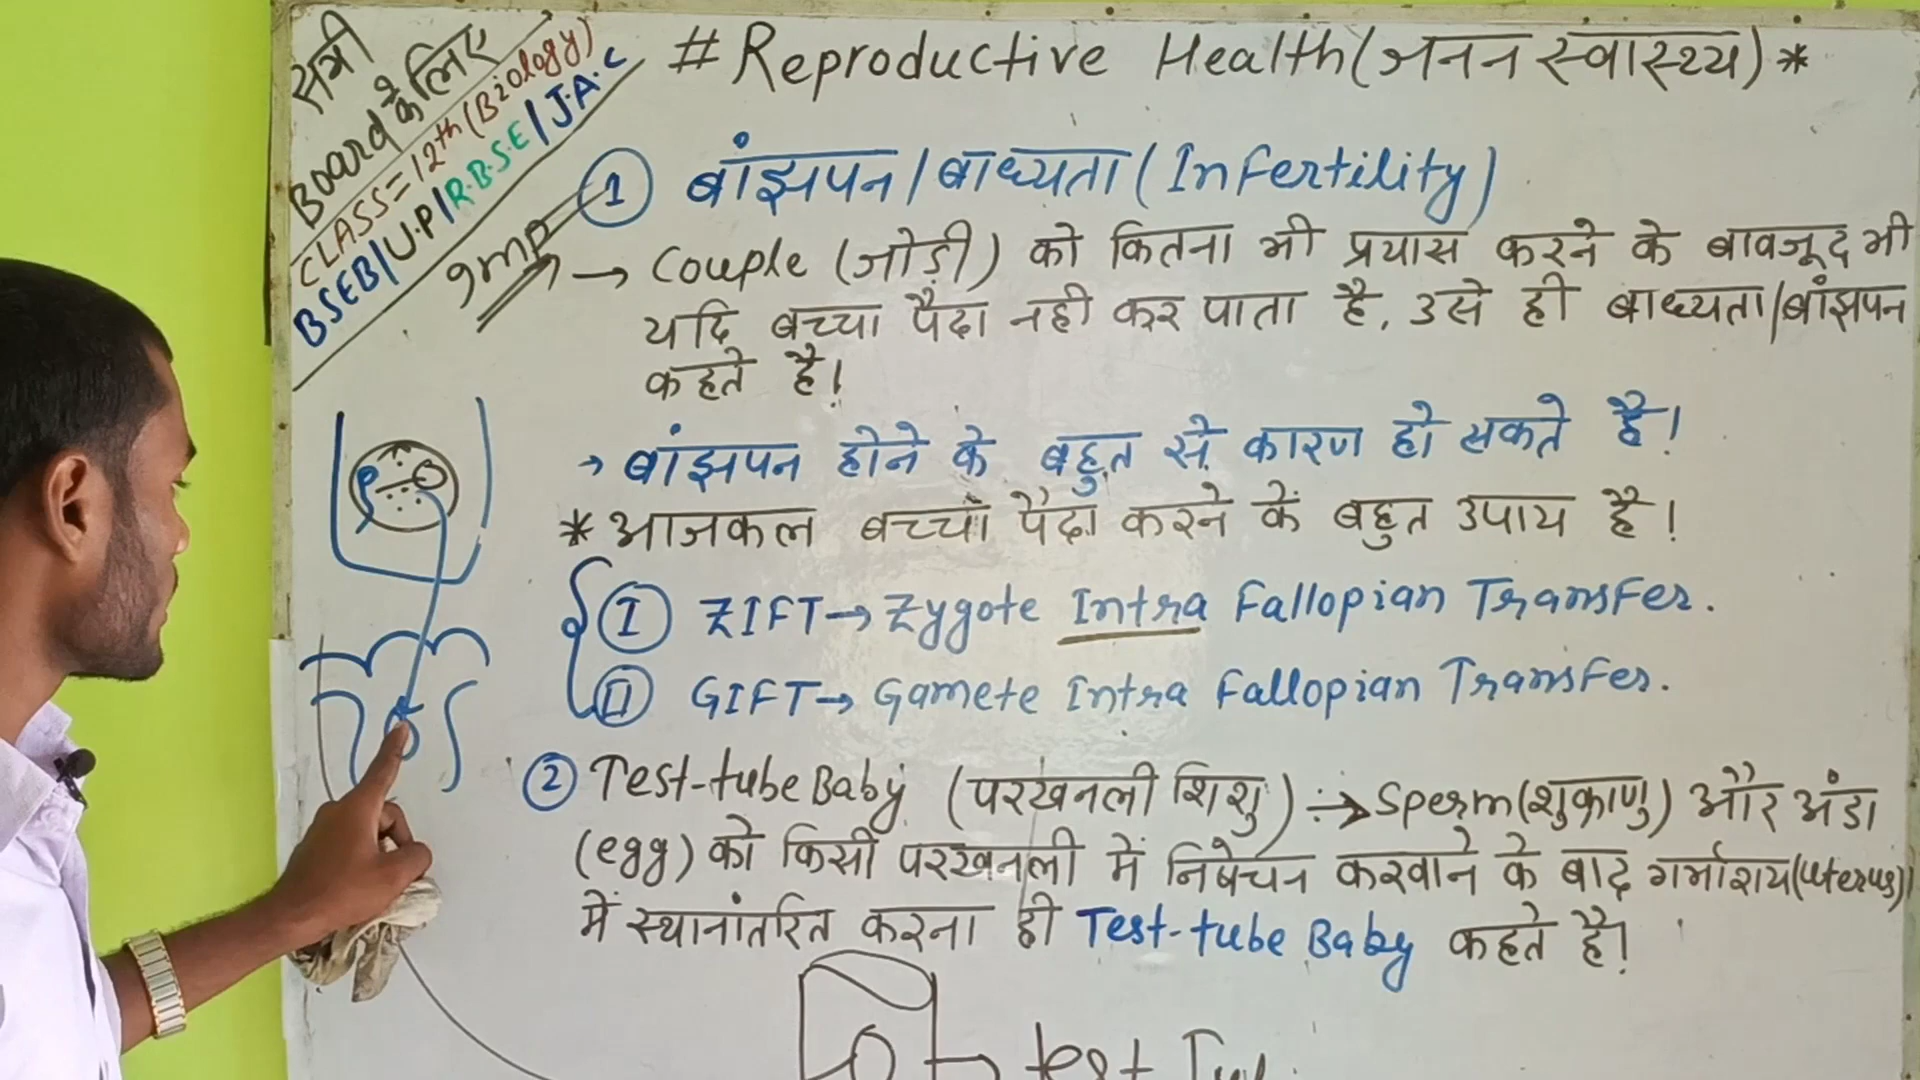 सभी
Board के लिए
CLASS=12th (Biology)
BSEB/U.P/R.B.S.E/J.A.C
Imp
#Reproductive Health(जनन स्वास्थ्य)*
① बांझपन/बाध्यता (Infertility)
→ Couple (जोड़ी) को कितना भी प्रयास करने के बावजूद भी
यदि बच्चा पैदा नही कर पाता है, उसे ही बाध्यता/बांझपन
कहते है!
→ बांझपन होने के बहुत से कारण हो सकते है!
* आजकल बच्चा पैदा करने के बहुत उपाय है!
I ZIFT→ Zygote Intra Fallopian Transfer.
II GIFT→ Gamete Intra Fallopian Transfer.
② Test-tube Baby (परखनली शिशु) :→ Sperm(शुक्राणु) और अंडा
(egg) को किसी परखनली में निषेचन करवाने के बाद गर्भाशय(uterus)
में स्थानांतरित करना ही Test-tube Baby कहते है!
test Tu